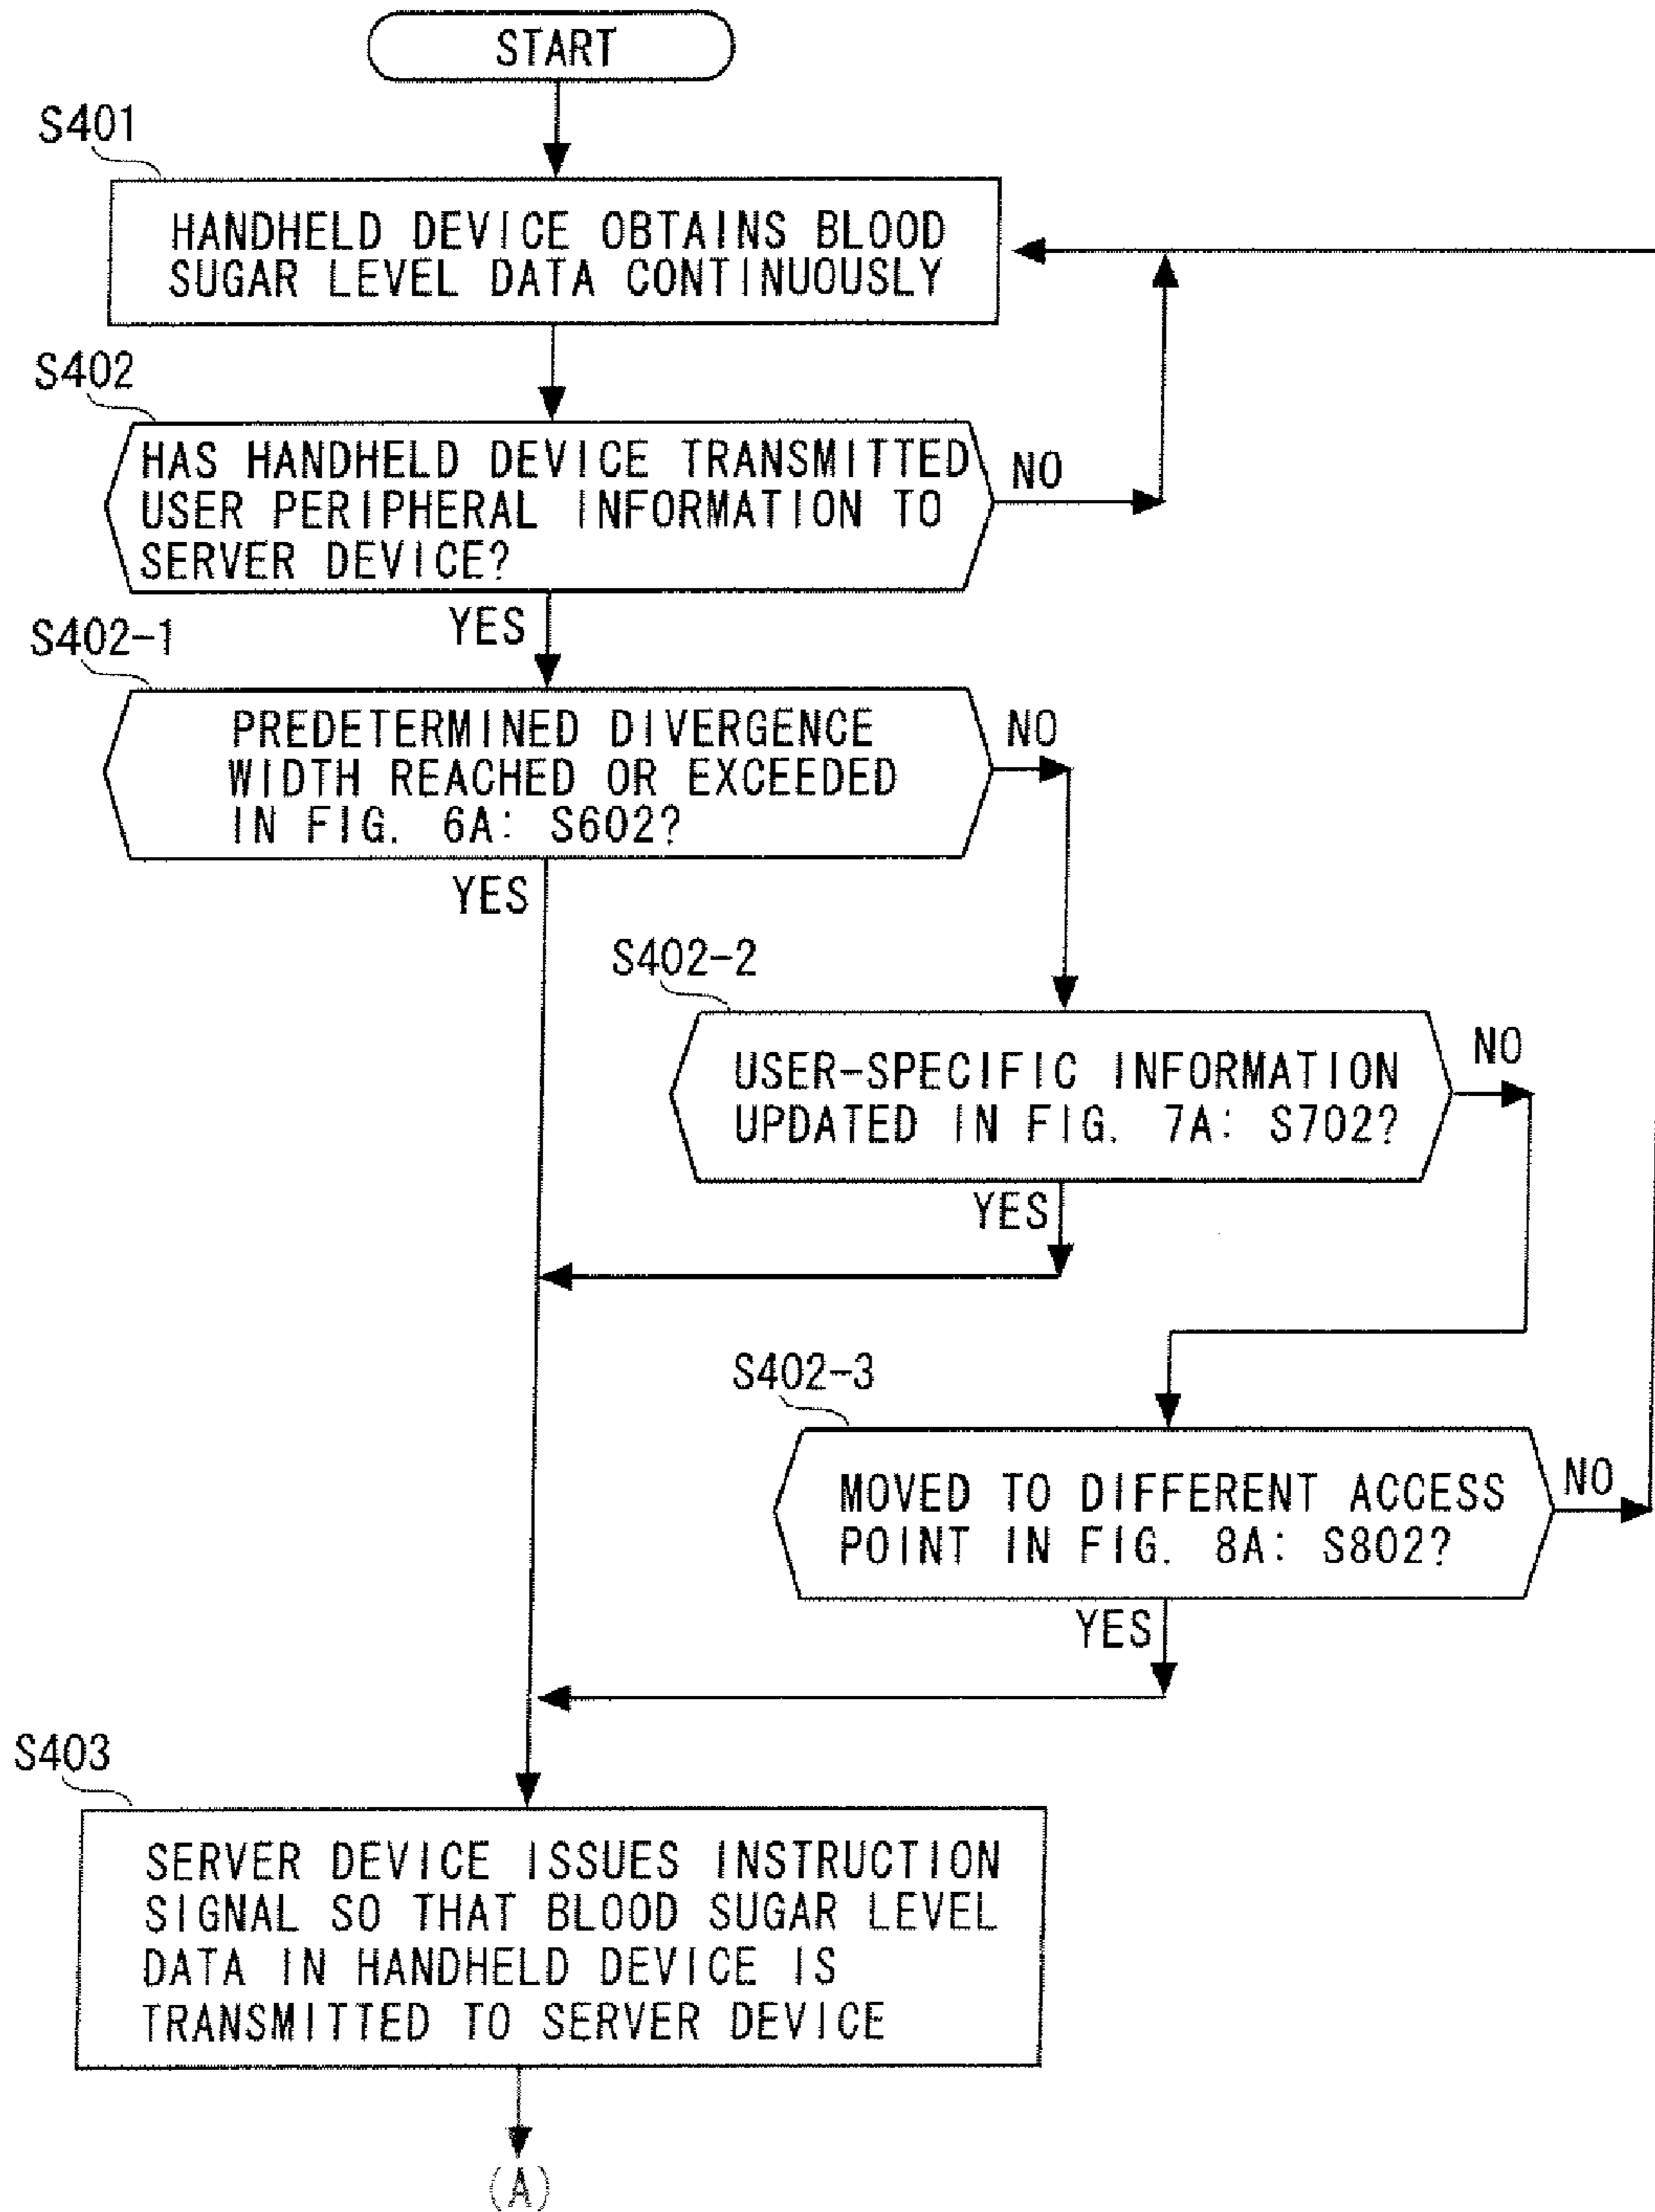 START
S401
HANDHELD DEVICE OBTAINS BLOOD
SUGAR LEVEL DATA CONTINUOUSLY
S402
HAS HANDHELD DEVICE TRANSMITTED
USER PERIPHERAL INFORMATION TO
SERVER DEVICE?
NO
YES
S402-1
PREDETERMINED DIVERGENCE
WIDTH REACHED OR EXCEEDED
IN FIG. 6A: S602?
NO
YES
S402-2
USER-SPECIFIC INFORMATION
UPDATED IN FIG. 7A: S702?
NO
YES
S402-3
MOVED TO DIFFERENT ACCESS
POINT IN FIG. 8A: S802?
NO
YES
S403
SERVER DEVICE ISSUES INSTRUCTION
SIGNAL SO THAT BLOOD SUGAR LEVEL
DATA IN HANDHELD DEVICE IS
TRANSMITTED TO SERVER DEVICE
(A)